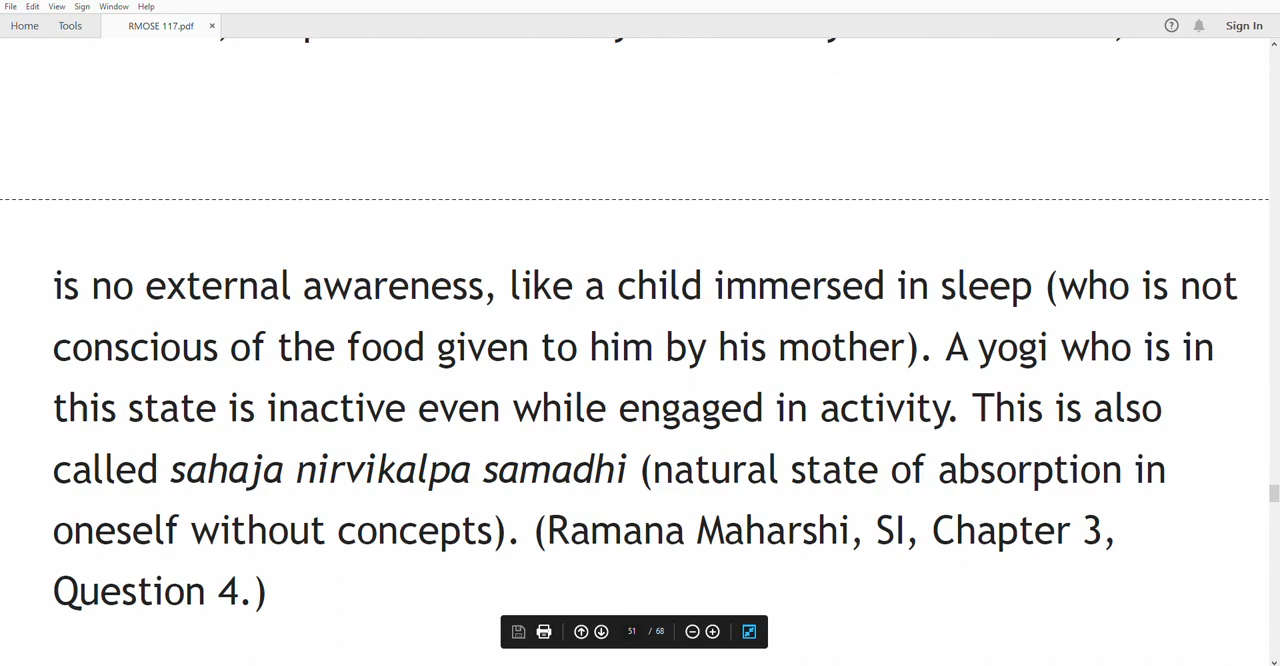 File Edit View Sign Window Help
Home Tools RMOSE 117.pdf × ? Sign In
is no external awareness, like a child immersed in sleep (who is not
conscious of the food given to him by his mother). A yogi who is in
this state is inactive even while engaged in activity. This is also
called sahaja nirvikalpa samadhi (natural state of absorption in
oneself without concepts). (Ramana Maharshi, SI, Chapter 3,
Question 4.)
51 / 68